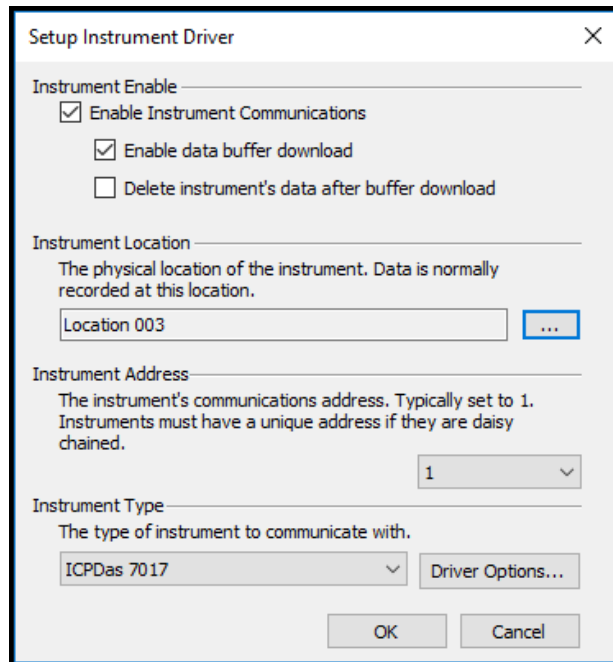 Setup Instrument Driver
Instrument Enable
Enable Instrument Communications
Enable data buffer download
Delete instrument's data after buffer download
Instrument Location
The physical location of the instrument. Data is normally
recorded at this location.
Location 003
...
Instrument Address
The instrument's communications address. Typically set to 1.
Instruments must have a unique address if they are daisy
chained.
1
Instrument Type
The type of instrument to communicate with.
ICPDas 7017
Driver Options...
OK
Cancel